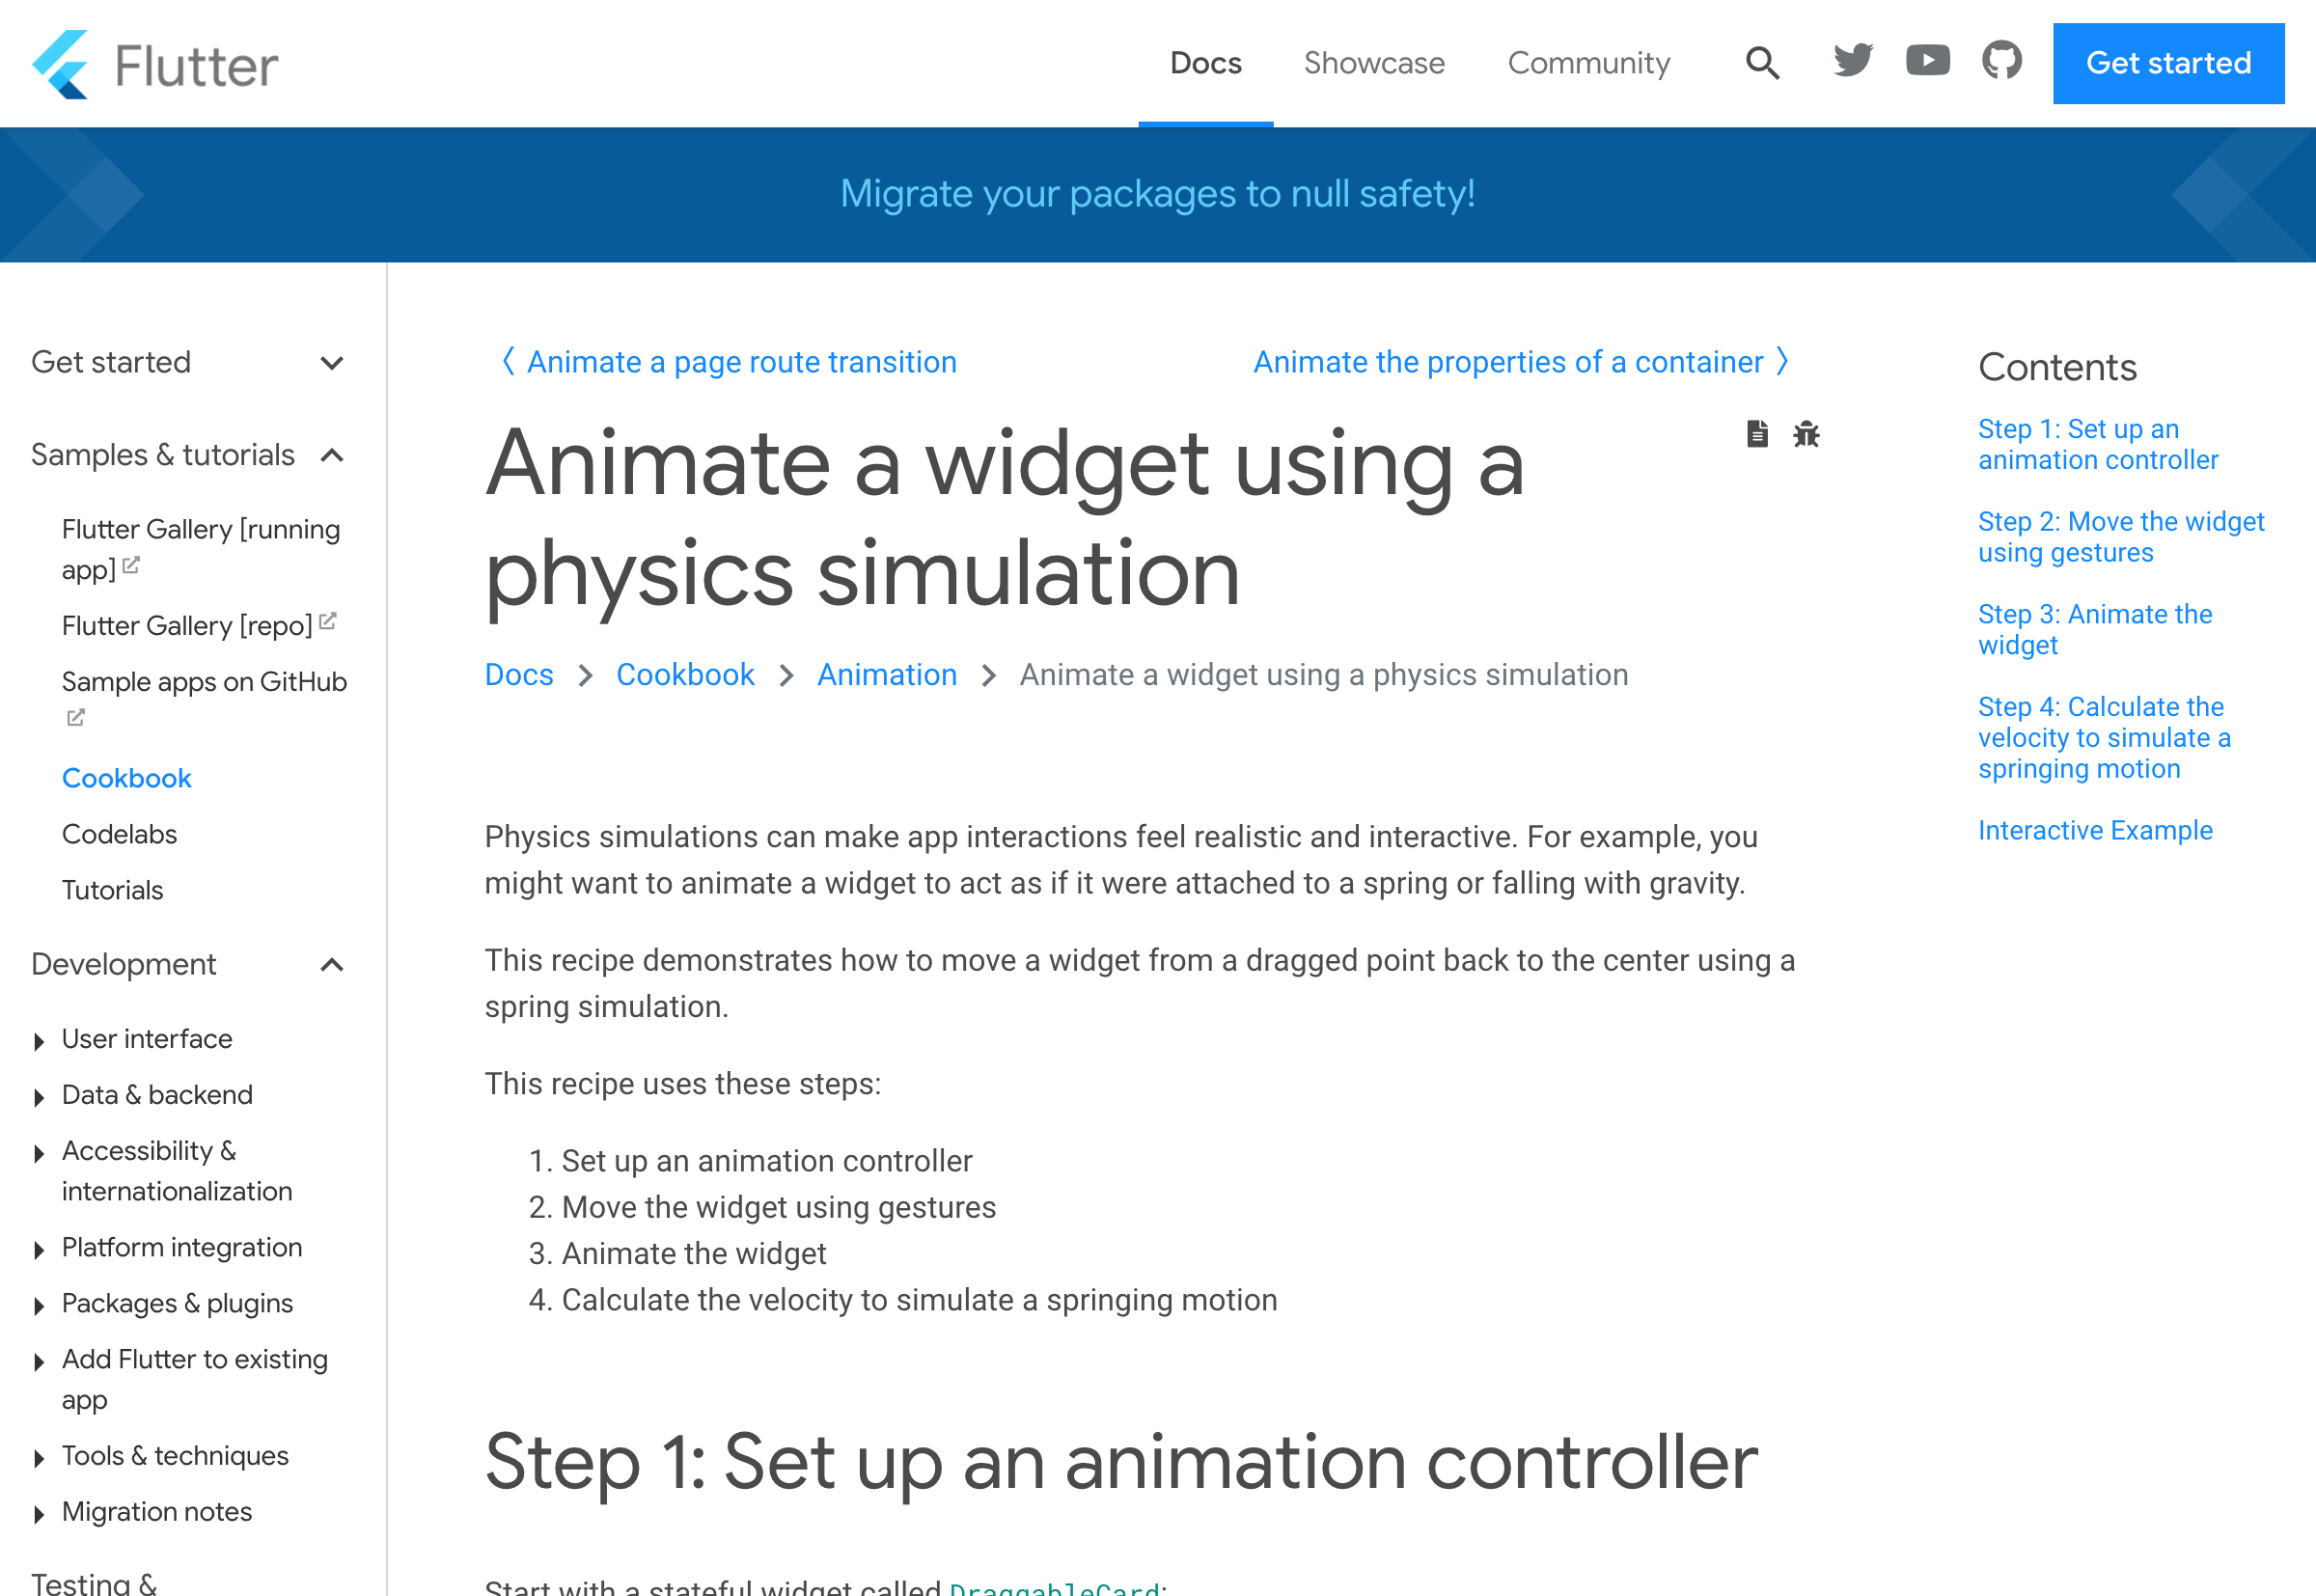 Flutter
Docs
Showcase
Community
Get started
Migrate your packages to null safety!
Get started
Samples & tutorials
Flutter Gallery [running
app]
Flutter Gallery [repo]
Sample apps on GitHub
Cookbook
Codelabs
Tutorials
Development
User interface
Data & backend
Accessibility &
internationalization
Platform integration
Packages & plugins
Add Flutter to existing
app
Tools & techniques
Migration notes
Testing &
〈 Animate a page route transition
Animate the properties of a container 〉
Animate a widget using a
physics simulation
Docs > Cookbook > Animation > Animate a widget using a physics simulation
Physics simulations can make app interactions feel realistic and interactive. For example, you
might want to animate a widget to act as if it were attached to a spring or falling with gravity.
This recipe demonstrates how to move a widget from a dragged point back to the center using a
spring simulation.
This recipe uses these steps:
1. Set up an animation controller
2. Move the widget using gestures
3. Animate the widget
4. Calculate the velocity to simulate a springing motion
Step 1: Set up an animation controller
Start with a stateful widget called DraggableCard:
Contents
Step 1: Set up an
animation controller
Step 2: Move the widget
using gestures
Step 3: Animate the
widget
Step 4: Calculate the
velocity to simulate a
springing motion
Interactive Example